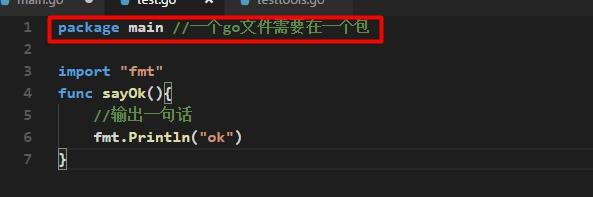 main.go test.go testtools.go
1 package main //一个go文件需要在一个包
2
3 import "fmt"
4 func sayOk(){
5 //输出一句话
6 fmt.Println("ok")
7 }